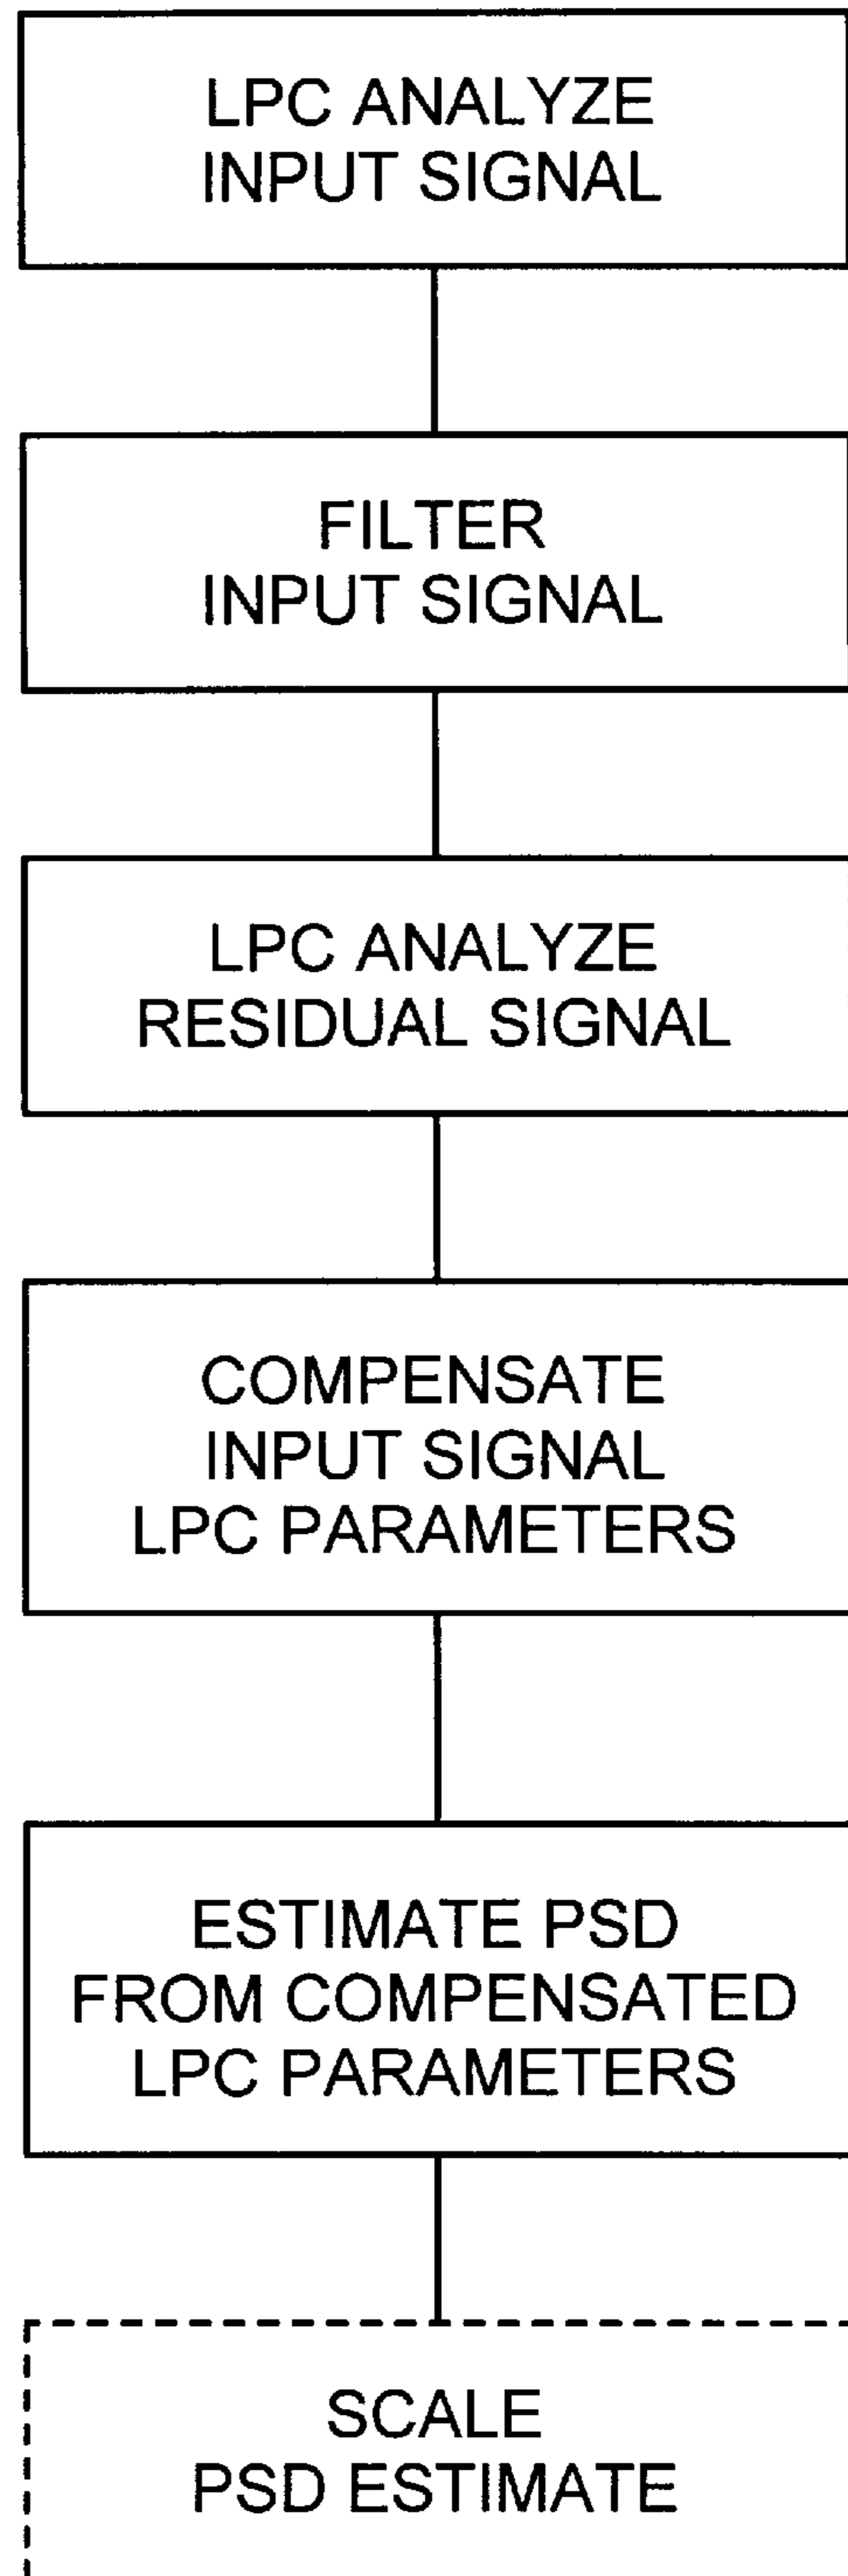 LPC ANALYZE
INPUT SIGNAL
FILTER
INPUT SIGNAL
LPC ANALYZE
RESIDUAL SIGNAL
COMPENSATE
INPUT SIGNAL
LPC PARAMETERS
ESTIMATE PSD
FROM COMPENSATED
LPC PARAMETERS
SCALE
PSD ESTIMATE